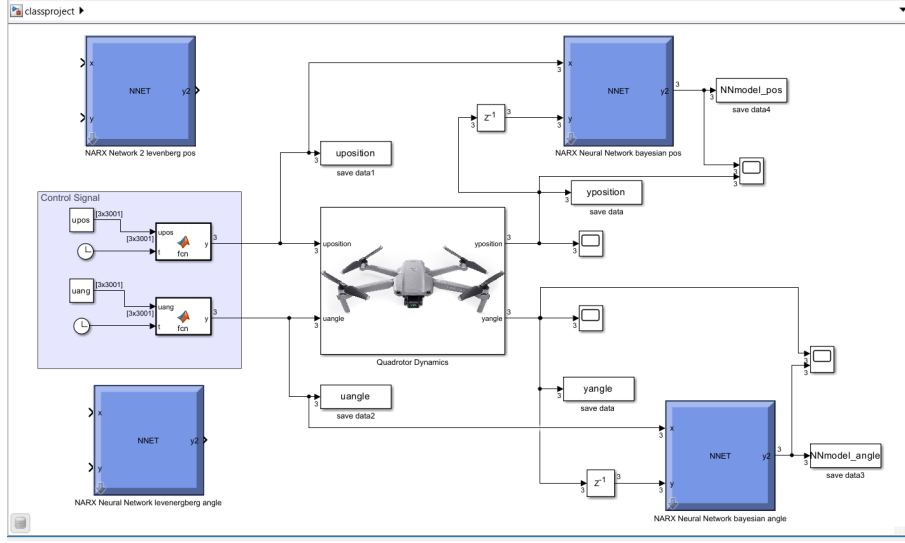 classproject
x
NNET
y2
y
NARX Network 2 levenberg pos
x
3
NNET
y2
3
y
3
NARX Neural Network bayesian pos
NNmodel_pos
3
save data4
z-1
3
3
uposition
3
save data1
3
3
yposition
3
save data
3
Control Signal
upos
[3x3001]
upos
[3x3001]
t
fcn
y
3
uang
[3x3001]
uang
[3x3001]
t
fcn
y
3
uposition
3
yposition
3
uangle
3
yangle
3
Quadrotor Dynamics
3
3
3
uangle
3
save data2
yangle
3
save data
x
NNET
y2
y
NARX Neural Network levenergberg angle
x
3
NNET
y2
3
y
3
NARX Neural Network bayesian angle
NNmodel_angle
3
save data3
z-1
3
3